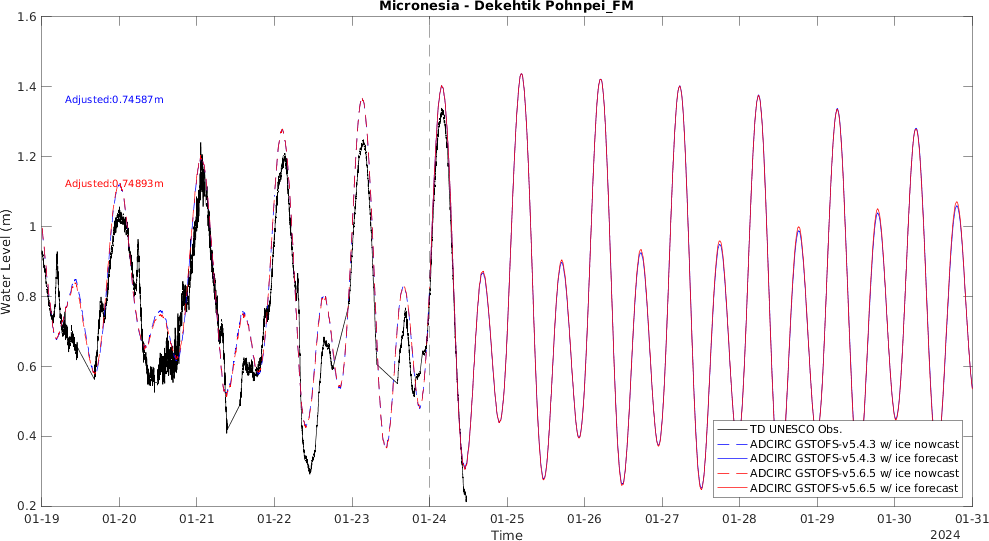 Micronesia - Dekehtik Pohnpei_FM
1.6
1.4
1.2
1
0.8
0.6
0.4
0.2
Water Level (m)
Adjusted:0.74587m
Adjusted:0.74893m
TD UNESCO Obs.
ADCIRC GSTOFS-v5.4.3 w/ ice nowcast
ADCIRC GSTOFS-v5.4.3 w/ ice forecast
ADCIRC GSTOFS-v5.6.5 w/ ice nowcast
ADCIRC GSTOFS-v5.6.5 w/ ice forecast
01-19 01-20 01-21 01-22 01-23 01-24 01-25 01-26 01-27 01-28 01-29 01-30 01-31
Time
2024